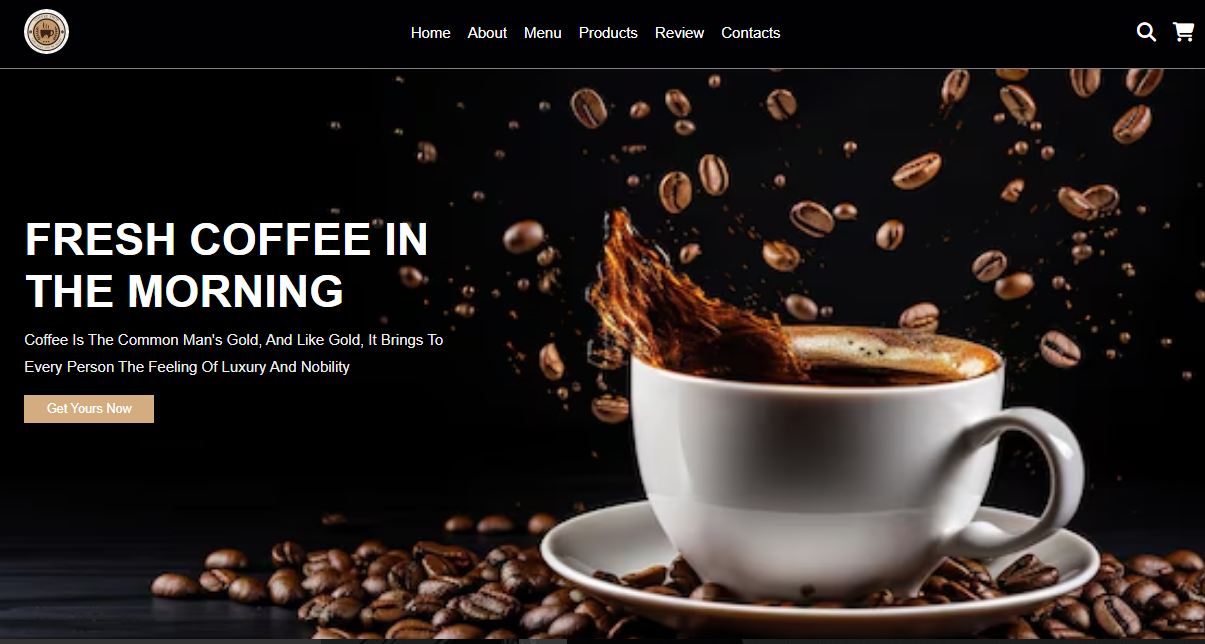 Home About Menu Products Review Contacts
FRESH COFFEE IN
THE MORNING
Coffee Is The Common Man's Gold, And Like Gold, It Brings To
Every Person The Feeling Of Luxury And Nobility
Get Yours Now